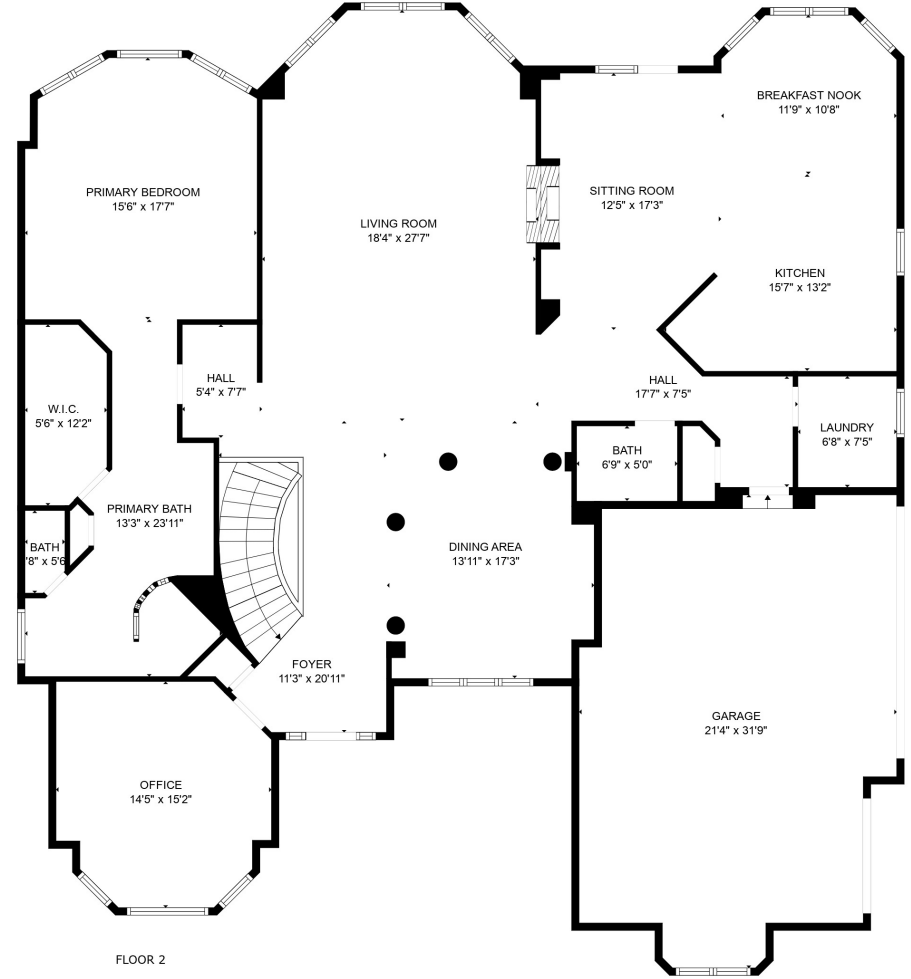 BREAKFAST NOOK
11'9" x 10'8"
PRIMARY BEDROOM
15'6" x 17'7"
SITTING ROOM
12'5" x 17'3"
LIVING ROOM
18'4" x 27'7"
KITCHEN
15'7" x 13'2"
HALL
5'4" x 7'7"
HALL
17'7" x 7'5"
W.I.C.
5'6" x 12'2"
LAUNDRY
6'8" x 7'5"
BATH
6'9" x 5'0"
PRIMARY BATH
13'3" x 23'11"
BATH
'8" x 5'6
DINING AREA
13'11" x 17'3"
FOYER
11'3" x 20'11"
GARAGE
21'4" x 31'9"
OFFICE
14'5" x 15'2"
FLOOR 2